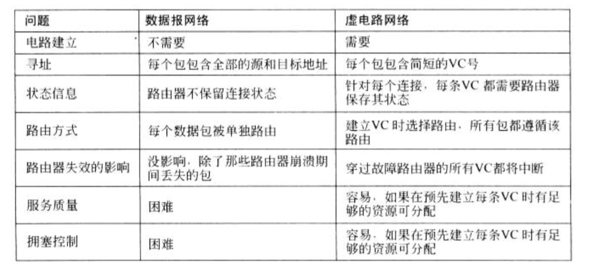 问题 数据报网络 虚电路网络
电路建立 不需要 需要
寻址 每个包包含全部的源和目标地址 每个包包含简短的VC号
状态信息 路由器不保留连接状态 针对每个连接，每条VC 都需要路由器
保存其状态
路由方式 每个数据包被单独路由 建立VC 时选择路由，所有包都遵循该
路由
路由器失效的影响 没影响，除了那些路由器崩溃期
间丢失的包 穿过故障路由器的所有VC都将中断
服务质量 困难 容易，如果在预先建立每条VC 时有足
够的资源可分配
拥塞控制 困难 容易，如果在预先建立每条VC 时有足
够的资源可分配